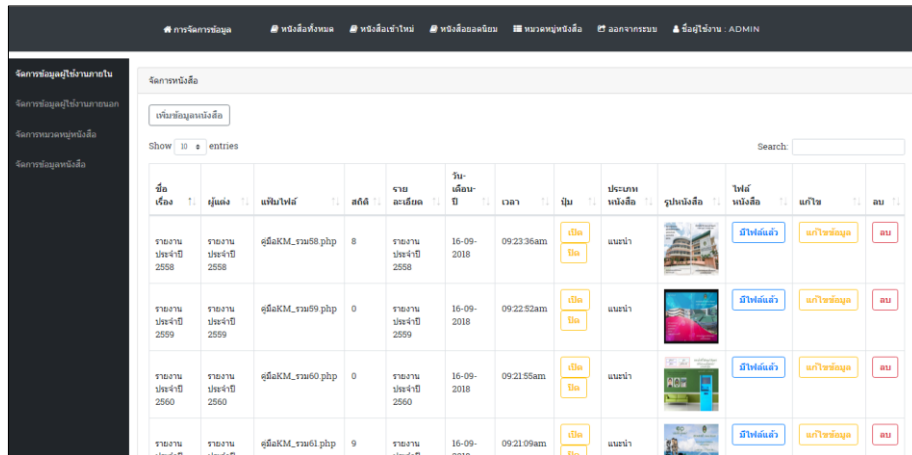 การจัดการข้อมูล หนังสือทั้งหมด หนังสือเข้าใหม่ หนังสือยอดนิยม หมวดหมู่หนังสือ ออกจากระบบ ชื่อผู้ใช้งาน : ADMIN
จัดการข้อมูลผู้ใช้งานภายใน
จัดการข้อมูลผู้ใช้งานภายนอก
จัดการหมวดหมู่หนังสือ
จัดการข้อมูลหนังสือ
จัดการหนังสือ
เพิ่มข้อมูลหนังสือ
Show 10 entries Search:
ชื่อ
เรื่อง
ผู้แต่ง
แฟ้มไฟล์
สถิติ
ราย
ละเอียด
วัน-
เดือน-
ปี
เวลา
ปุ่ม
ประเภท
หนังสือ
รูปหนังสือ
ไฟล์
หนังสือ
แก้ไข
ลบ
รายงาน
ประจำปี
2558
รายงาน
ประจำปี
2558
คู่มือKM_รวม58.php
8
รายงาน
ประจำปี
2558
16-09-
2018
09:23:36am
เปิด
ปิด
แนะนำ
มีไฟล์แล้ว
แก้ไขข้อมูล
ลบ
รายงาน
ประจำปี
2559
รายงาน
ประจำปี
2559
คู่มือKM_รวม59.php
0
รายงาน
ประจำปี
2559
16-09-
2018
09:22:52am
เปิด
ปิด
แนะนำ
มีไฟล์แล้ว
แก้ไขข้อมูล
ลบ
รายงาน
ประจำปี
2560
รายงาน
ประจำปี
2560
คู่มือKM_รวม60.php
0
รายงาน
ประจำปี
2560
16-09-
2018
09:21:55am
เปิด
ปิด
แนะนำ
มีไฟล์แล้ว
แก้ไขข้อมูล
ลบ
รายงาน
รายงาน
คู่มือKM_รวม61.php
9
รายงาน
16-09-
09:21:09am
เปิด
แนะนำ
มีไฟล์แล้ว
แก้ไขข้อมูล
ลบ